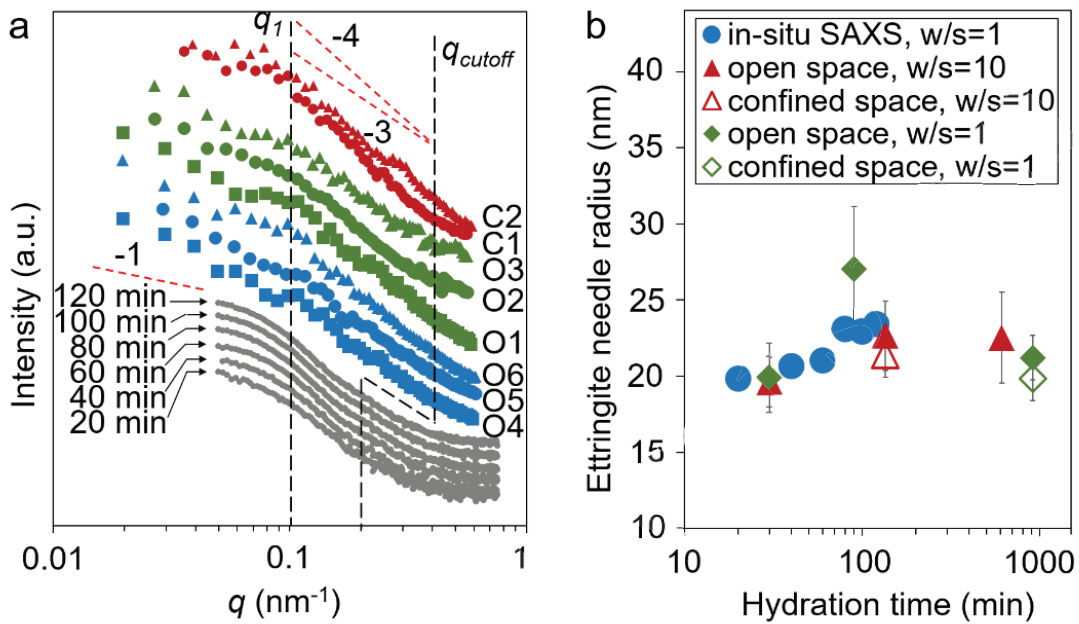 a
q1
-4
qcutoff
-3
-1
C2
C1
O3
O2
O1
O6
O5
O4
120 min
100 min
80 min
60 min
40 min
20 min
Intensity (a.u.)
0.01
0.1
1
q (nm-1)
b
in-situ SAXS, w/s=1
open space, w/s=10
confined space, w/s=10
open space, w/s=1
confined space, w/s=1
Ettringite needle radius (nm)
40
35
30
25
20
15
10
10
100
1000
Hydration time (min)